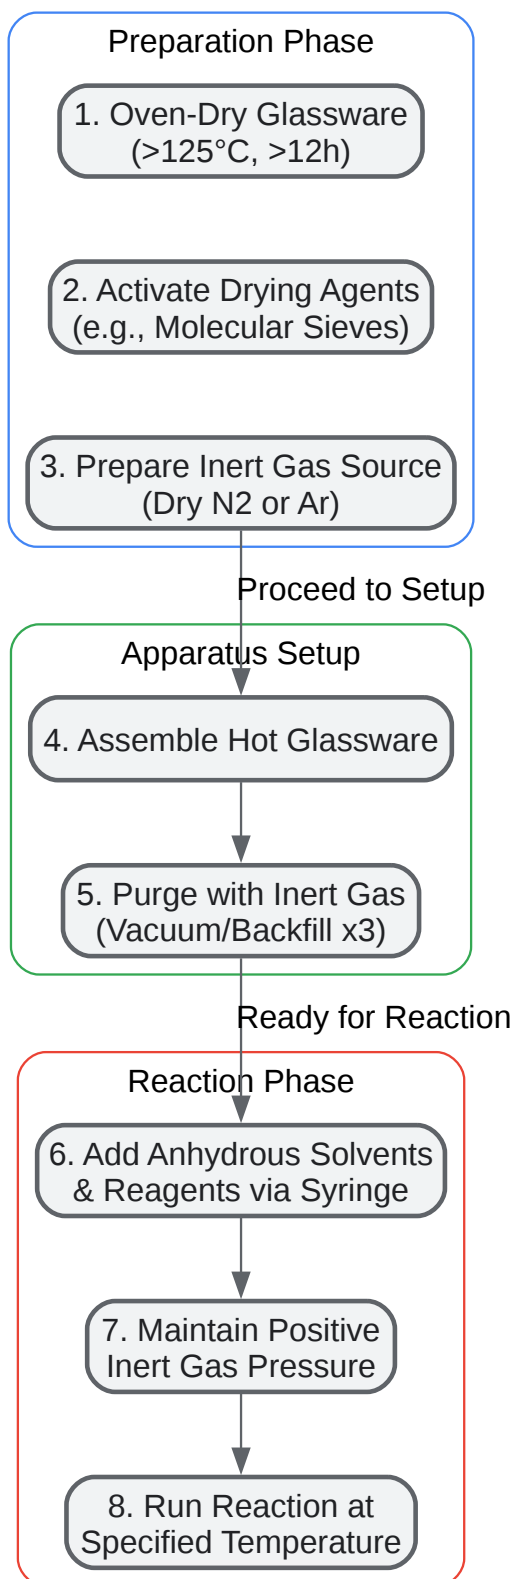 Preparation Phase
1. Oven-Dry Glassware
(>125°C, >12h)
2. Activate Drying Agents
(e.g., Molecular Sieves)
3. Prepare Inert Gas Source
(Dry N2 or Ar)
Proceed to Setup
Apparatus Setup
4. Assemble Hot Glassware
5. Purge with Inert Gas
(Vacuum/Backfill x3)
Ready for Reaction
Reaction Phase
6. Add Anhydrous Solvents
& Reagents via Syringe
7. Maintain Positive
Inert Gas Pressure
8. Run Reaction at
Specified Temperature